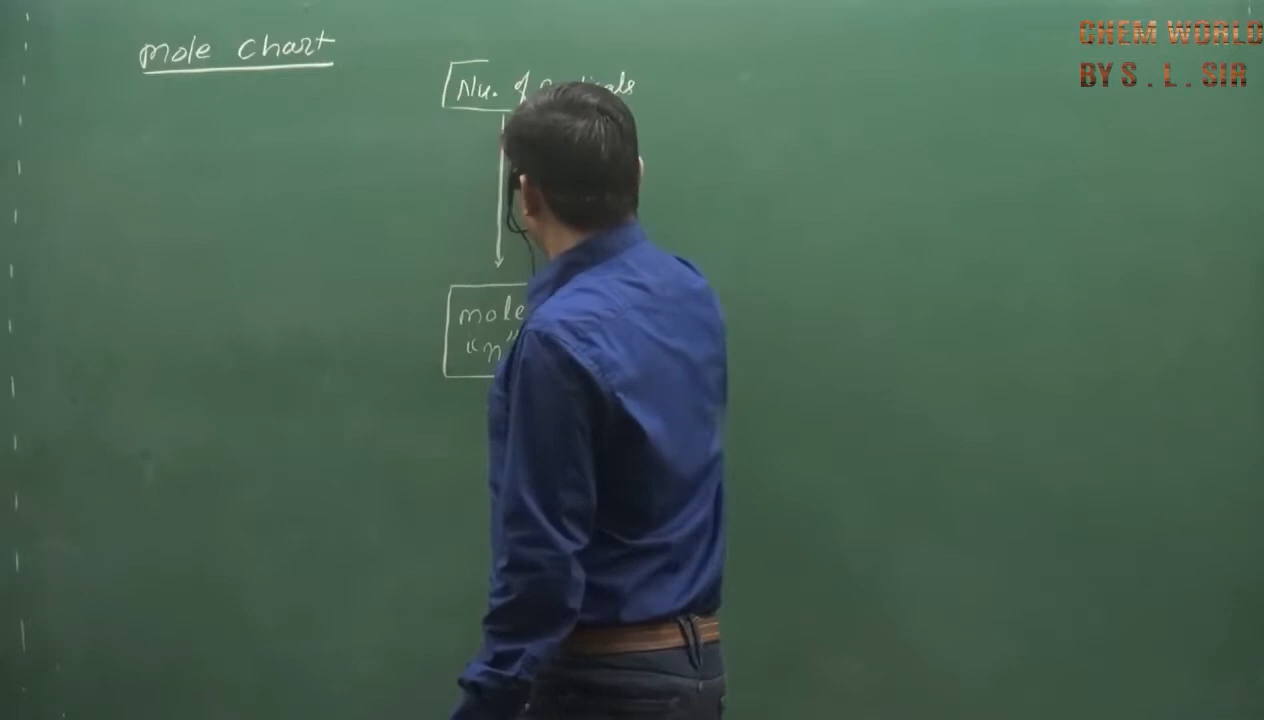 mole chart
Nu. of
mole
"n"
CHEM WORLD
BY S . L . SIR